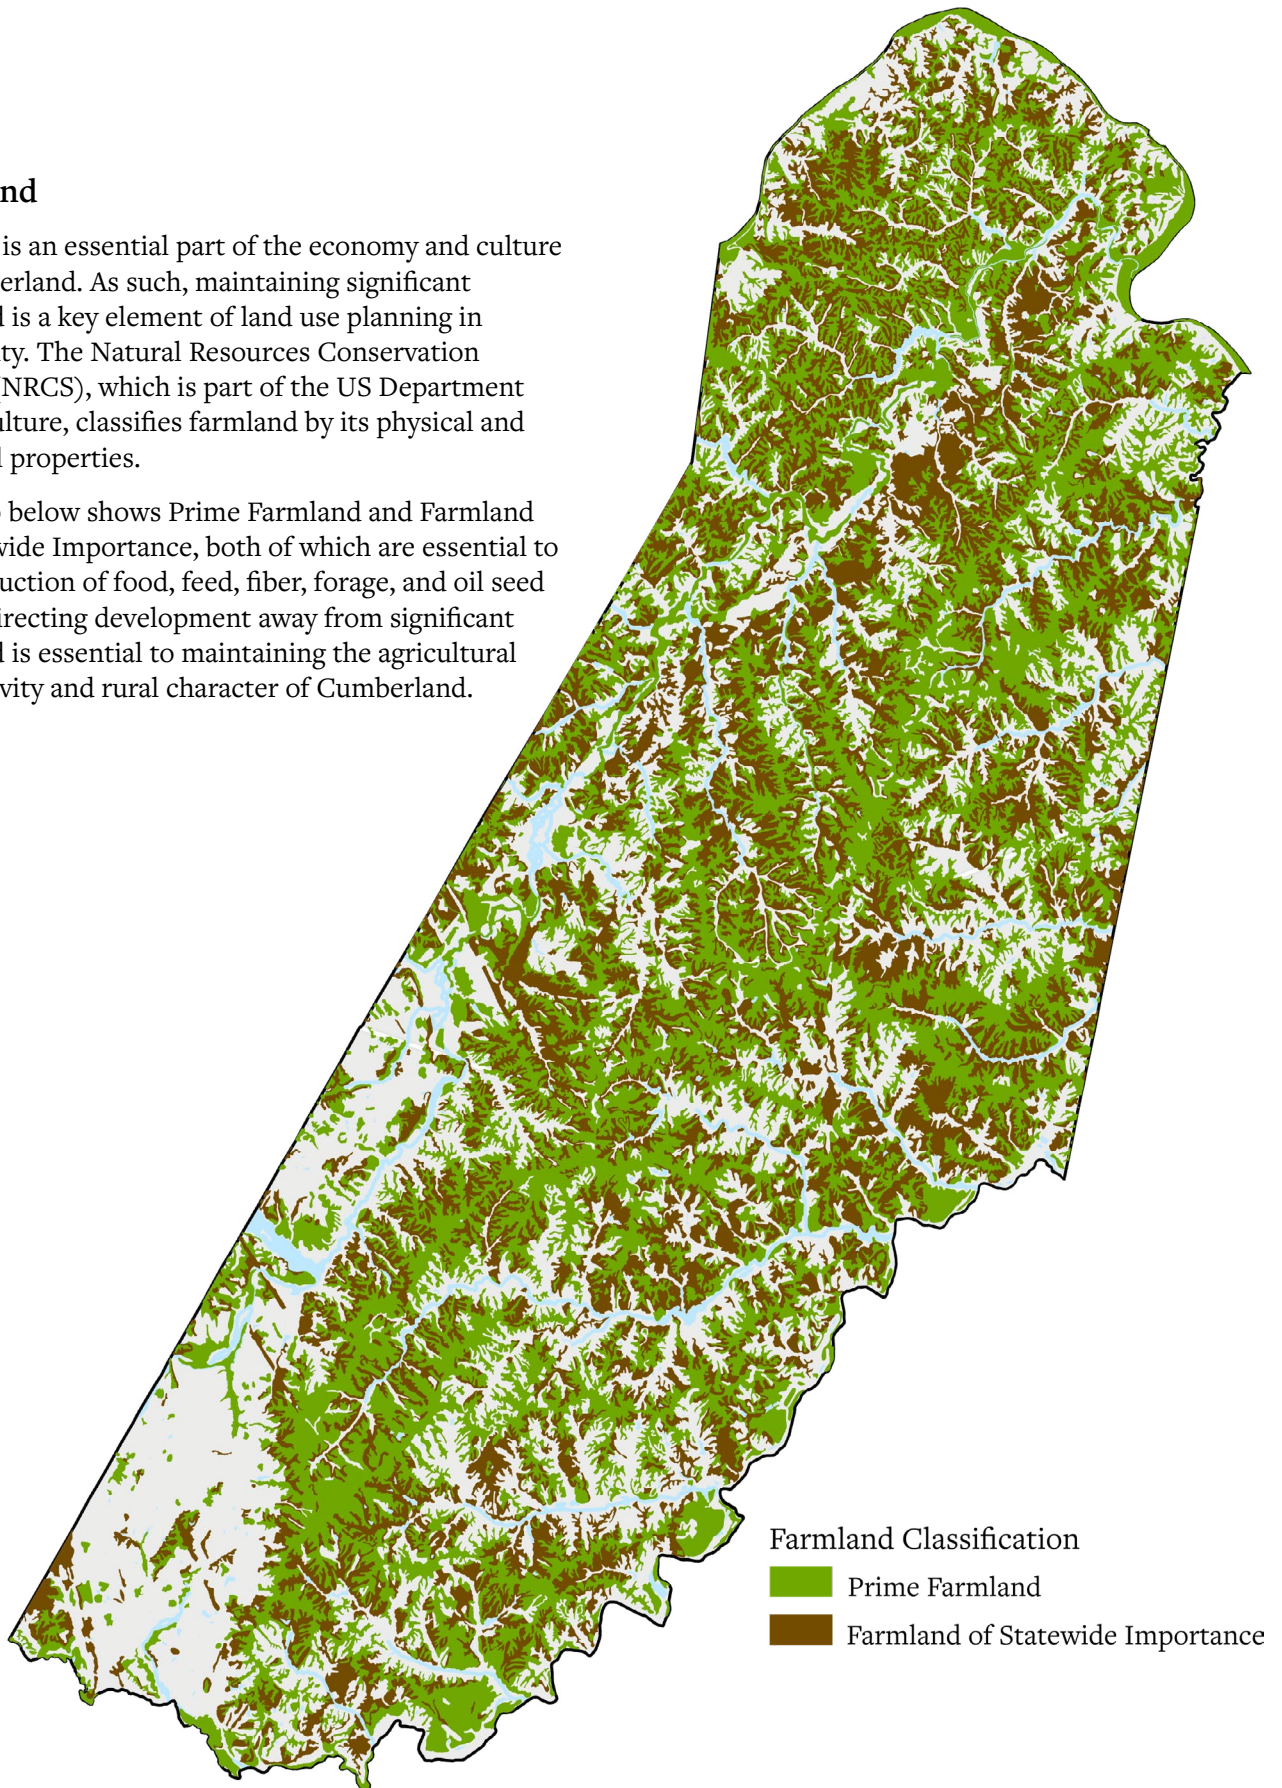 nd
is an essential part of the economy and culture
erland. As such, maintaining significant
d is a key element of land use planning in
ty. The Natural Resources Conservation
(NRCS), which is part of the US Department
ulture, classifies farmland by its physical and
l properties.
below shows Prime Farmland and Farmland
wide Importance, both of which are essential to
uction of food, feed, fiber, forage, and oil seed
irecting development away from significant
d is essential to maintaining the agricultural
vity and rural character of Cumberland.
Farmland Classification
Prime Farmland
Farmland of Statewide Importance